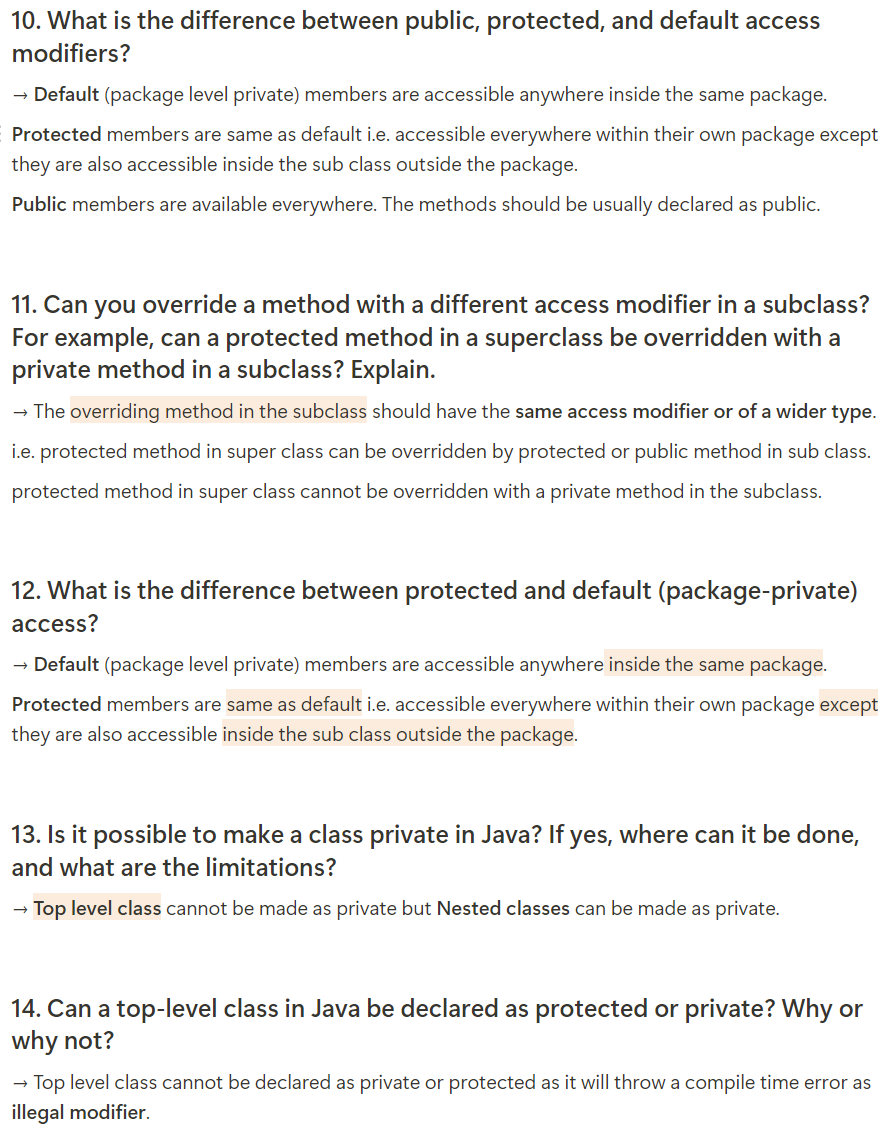 10. What is the difference between public, protected, and default access
modifiers?
→ Default (package level private) members are accessible anywhere inside the same package.
Protected members are same as default i.e. accessible everywhere within their own package except
they are also accessible inside the sub class outside the package.
Public members are available everywhere. The methods should be usually declared as public.
11. Can you override a method with a different access modifier in a subclass?
For example, can a protected method in a superclass be overridden with a
private method in a subclass? Explain.
→ The overriding method in the subclass should have the same access modifier or of a wider type.
i.e. protected method in super class can be overridden by protected or public method in sub class.
protected method in super class cannot be overridden with a private method in the subclass.
12. What is the difference between protected and default (package-private)
access?
→ Default (package level private) members are accessible anywhere inside the same package.
Protected members are same as default i.e. accessible everywhere within their own package except
they are also accessible inside the sub class outside the package.
13. Is it possible to make a class private in Java? If yes, where can it be done,
and what are the limitations?
→ Top level class cannot be made as private but Nested classes can be made as private.
14. Can a top-level class in Java be declared as protected or private? Why or
why not?
→ Top level class cannot be declared as private or protected as it will throw a compile time error as
illegal modifier.